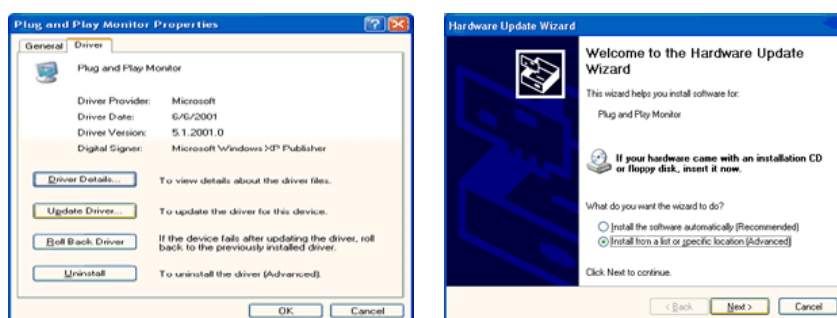 Plug and Play Monitor Properties
General
Driver
Plug and Play Monitor
Driver Provider: Microsoft
Driver Date: 6/6/2001
Driver Version: 5.1.2001.0
Digital Signer: Microsoft Windows XP Publisher
Driver Details...
To view details about the driver files.
Update Driver...
To update the driver for this device.
Roll Back Driver
If the device fails after updating the driver, roll
back to the previously installed driver.
Uninstall
To uninstall the driver (Advanced).
OK
Cancel
Hardware Update Wizard
Welcome to the Hardware Update
Wizard
This wizard helps you install software for:
Plug and Play Monitor
If your hardware came with an installation CD
or floppy disk, insert it now.
What do you want the wizard to do?
Install the software automatically (Recommended)
Install from a list or specific location (Advanced)
Click Next to continue.
< Back
Next >
Cancel